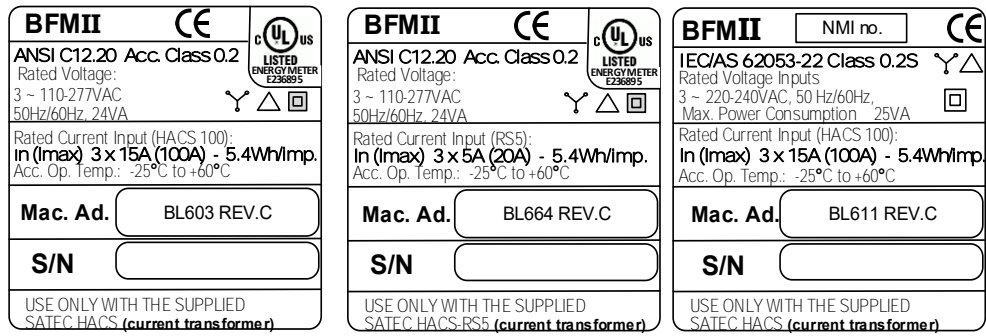 BFMII CE
C UL US
LISTED
ENERGY METER
E236895
ANSI C12.20 Acc. Class 0.2
Rated Voltage:
3 ~ 110-277VAC
50Hz/60Hz, 24VA
Rated Current Input (HACS 100):
In (Imax) 3 x 15A (100A) - 5.4Wh/imp.
Acc. Op. Temp.: -25°C to +60°C
Mac. Ad. BL603 REV.C
S/N
USE ONLY WITH THE SUPPLIED
SATEC HACS (current transformer)
BFMII CE
C UL US
LISTED
ENERGY METER
E236895
ANSI C12.20 Acc. Class 0.2
Rated Voltage:
3 ~ 110-277VAC
50Hz/60Hz, 24VA
Rated Current Input (RS5):
In (Imax) 3 x 5A (20A) - 5.4Wh/imp.
Acc. Op. Temp.: -25°C to +60°C
Mac. Ad. BL664 REV.C
S/N
USE ONLY WITH THE SUPPLIED
SATEC HACS-RS5 (current transformer)
BFMII NMI no. CE
IEC/AS 62053-22 Class 0.2S
Rated Voltage Inputs
3 ~ 220-240VAC, 50 Hz/60Hz,
Max. Power Consumption 25VA
Rated Current Input (HACS 100):
In (Imax) 3 x 15A (100A) - 5.4Wh/imp.
Acc. Op. Temp.: -25°C to +60°C
Mac. Ad. BL611 REV.C
S/N
USE ONLY WITH THE SUPPLIED
SATEC HACS (current transformer)